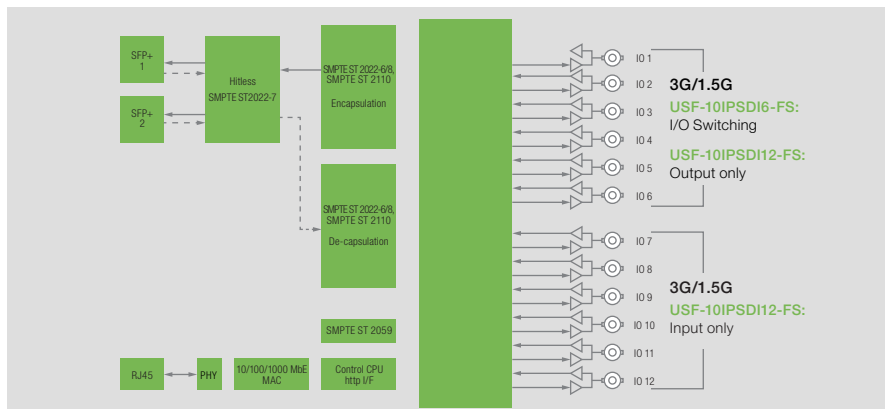 SFP+
1
SFP+
2
Hitless
SMPTE ST2022-7
SMPTE ST 2022-6/8,
SMPTE ST 2110
Encapsulation
SMPTE ST 2022-6/8,
SMPTE ST 2110
De-capsulation
SMPTE ST 2059
RJ45
PHY
10/100/1000 MbE
MAC
Control CPU
http I/F
IO 1
IO 2
IO 3
IO 4
IO 5
IO 6
3G/1.5G
USF-10IPSDI6-FS:
I/O Switching
USF-10IPSDI12-FS:
Output only
IO 7
IO 8
IO 9
IO 10
IO 11
IO 12
3G/1.5G
USF-10IPSDI12-FS:
Input only